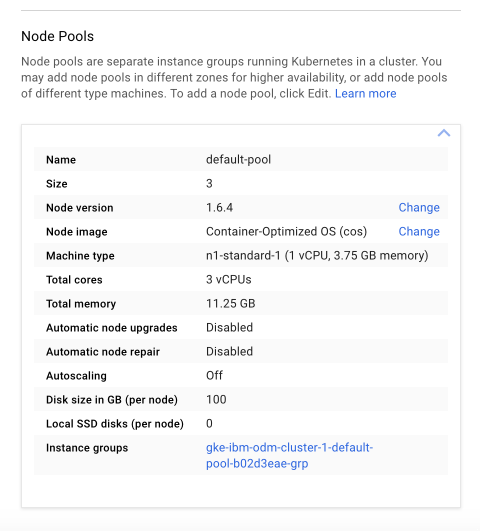 Node Pools
Node pools are separate instance groups running Kubernetes in a cluster. You
may add node pools in different zones for higher availability, or add node pools
of different type machines. To add a node pool, click Edit. Learn more
Name default-pool
Size 3
Node version 1.6.4 Change
Node image Container-Optimized OS (cos) Change
Machine type n1-standard-1 (1 vCPU, 3.75 GB memory)
Total cores 3 vCPUs
Total memory 11.25 GB
Automatic node upgrades Disabled
Automatic node repair Disabled
Autoscaling Off
Disk size in GB (per node) 100
Local SSD disks (per node) 0
Instance groups gke-ibm-odm-cluster-1-default-
pool-b02d3eae-grp